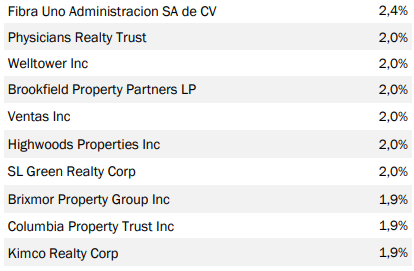 Fibra Uno Administracion SA de CV 2,4%
Physicians Realty Trust 2,0%
Welltower Inc 2,0%
Brookfield Property Partners LP 2,0%
Ventas Inc 2,0%
Highwoods Properties Inc 2,0%
SL Green Realty Corp 2,0%
Brixmor Property Group Inc 1,9%
Columbia Property Trust Inc 1,9%
Kimco Realty Corp 1,9%